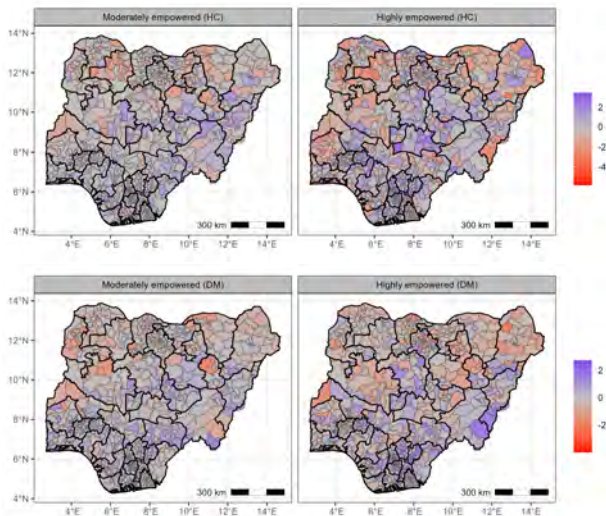 Moderately empowered (HC) Highly empowered (HC)
14°N
12°N
10°N
8°N
6°N
4°N
2
0
-2
-4
300 km 300 km
4°E 6°E 8°E 10°E 12°E 14°E 4°E 6°E 8°E 10°E 12°E 14°E
Moderately empowered (DM) Highly empowered (DM)
14°N
12°N
10°N
8°N
6°N
4°N
2
0
-2
300 km 300 km
4°E 6°E 8°E 10°E 12°E 14°E 4°E 6°E 8°E 10°E 12°E 14°E